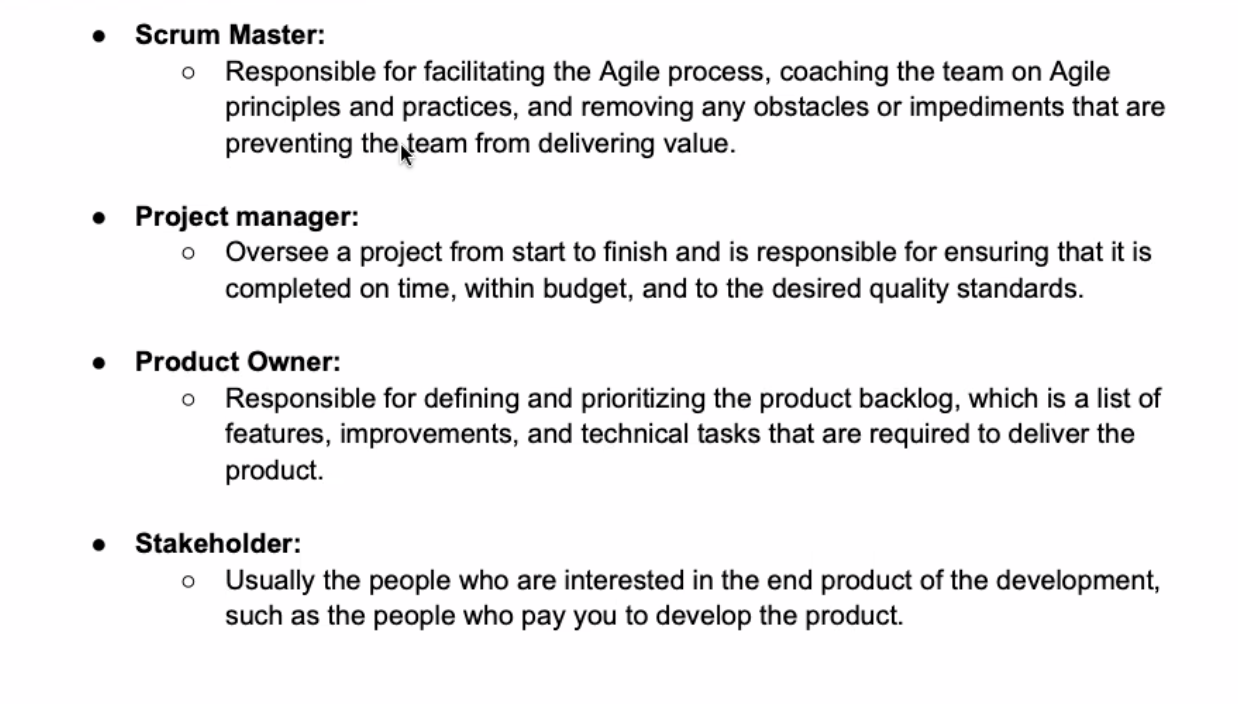 ● Scrum Master:
○ Responsible for facilitating the Agile process, coaching the team on Agile
principles and practices, and removing any obstacles or impediments that are
preventing the team from delivering value.
● Project manager:
○ Oversee a project from start to finish and is responsible for ensuring that it is
completed on time, within budget, and to the desired quality standards.
● Product Owner:
○ Responsible for defining and prioritizing the product backlog, which is a list of
features, improvements, and technical tasks that are required to deliver the
product.
● Stakeholder:
○ Usually the people who are interested in the end product of the development,
such as the people who pay you to develop the product.